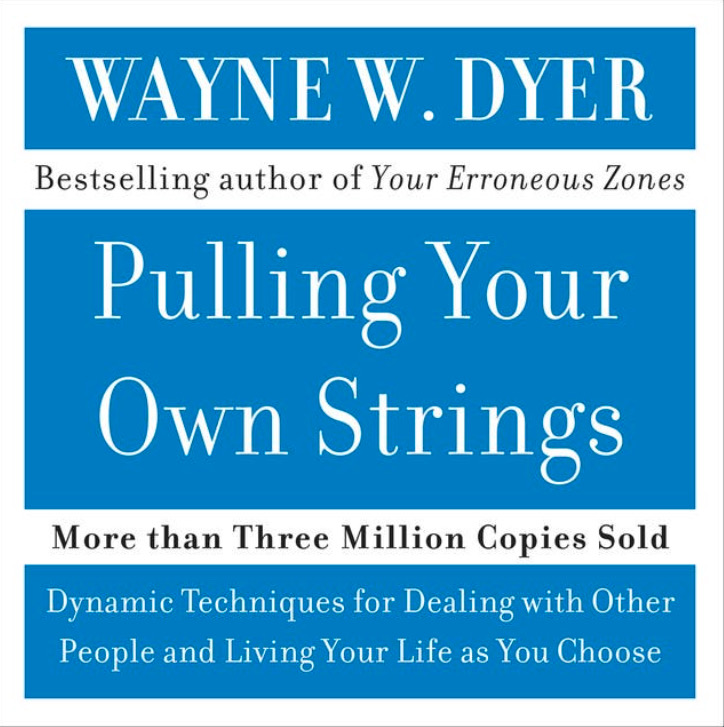 WAYNE W. DYER
Bestselling author of Your Erroneous Zones
Pulling Your
Own Strings
More than Three Million Copies Sold
Dynamic Techniques for Dealing with Other
People and Living Your Life as You Choose